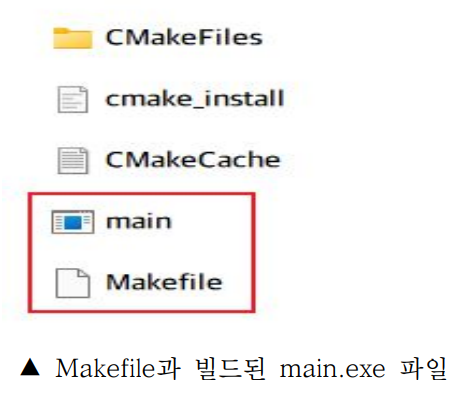 CMakeFiles
cmake_install
CMakeCache
main
Makefile
▲ Makefile과 빌드된 main.exe 파일